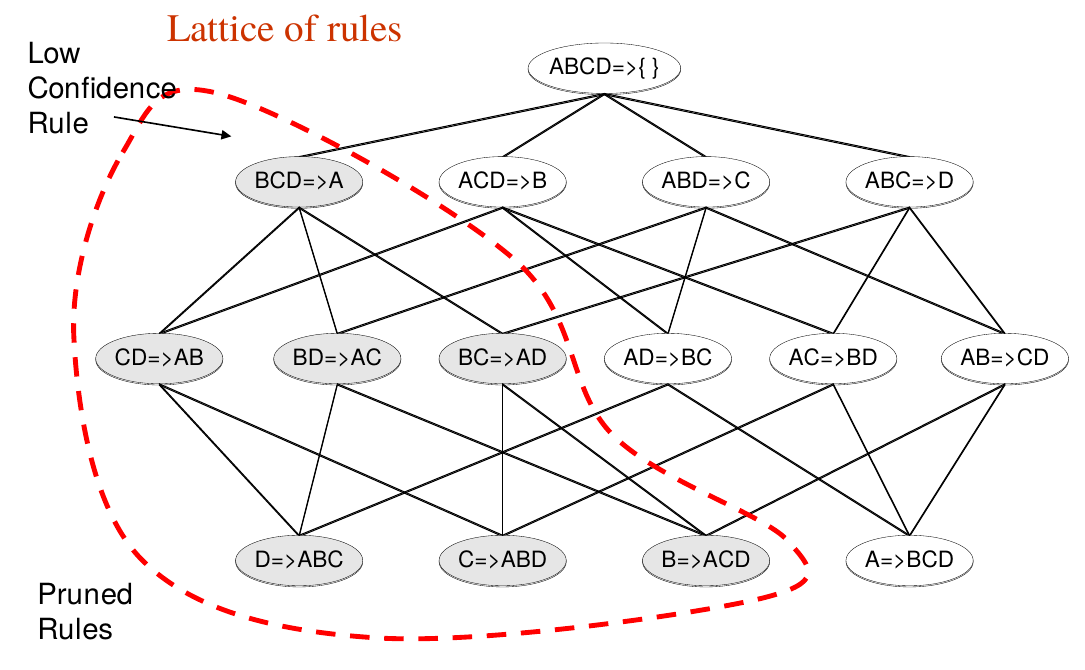 Lattice of rules
Low
Confidence
Rule
ABCD=>{ }
BCD=>A
ACD=>B
ABD=>C
ABC=>D
CD=>AB
BD=>AC
BC=>AD
AD=>BC
AC=>BD
AB=>CD
D=>ABC
C=>ABD
B=>ACD
A=>BCD
Pruned
Rules